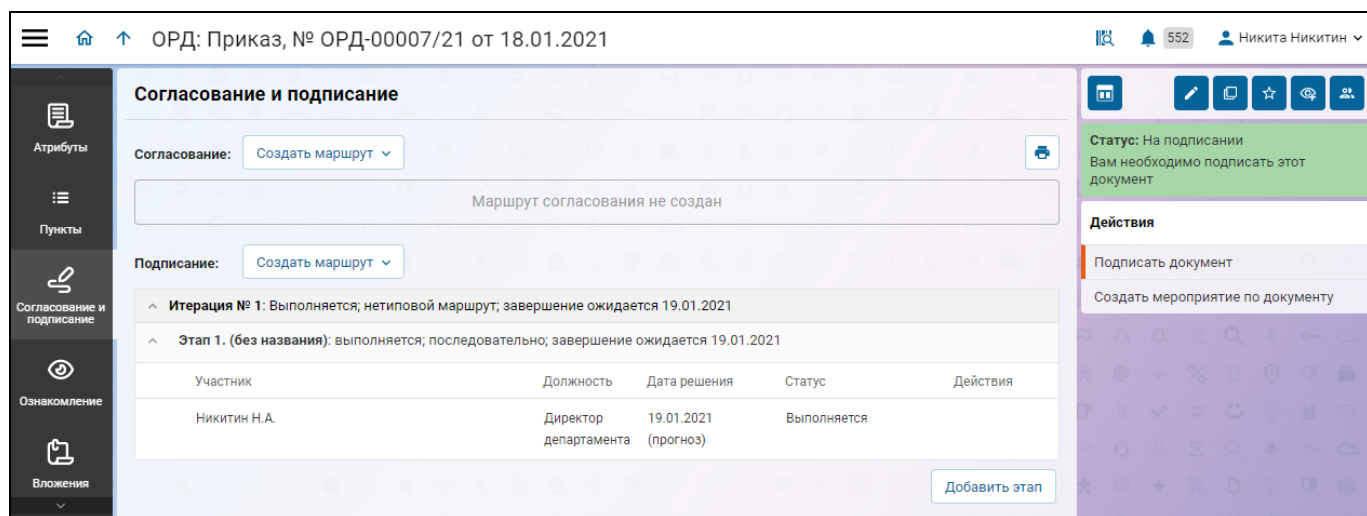 ОРД: Приказ, № ОРД-00007/21 от 18.01.2021
552
Никита Никитин
Атрибуты
Пункты
Согласование и
подписание
Ознакомление
Вложения
Согласование и подписание
Согласование:
Создать маршрут
Маршрут согласования не создан
Подписание:
Создать маршрут
Итерация № 1: Выполняется; нетиповой маршрут; завершение ожидается 19.01.2021
Этап 1. (без названия): выполняется; последовательно; завершение ожидается 19.01.2021
Участник Должность Дата решения Статус Действия
Никитин Н.А. Директор 19.01.2021 Выполняется
департамента (прогноз)
Добавить этап
Статус: На подписании
Вам необходимо подписать этот
документ
Действия
Подписать документ
Создать мероприятие по документу